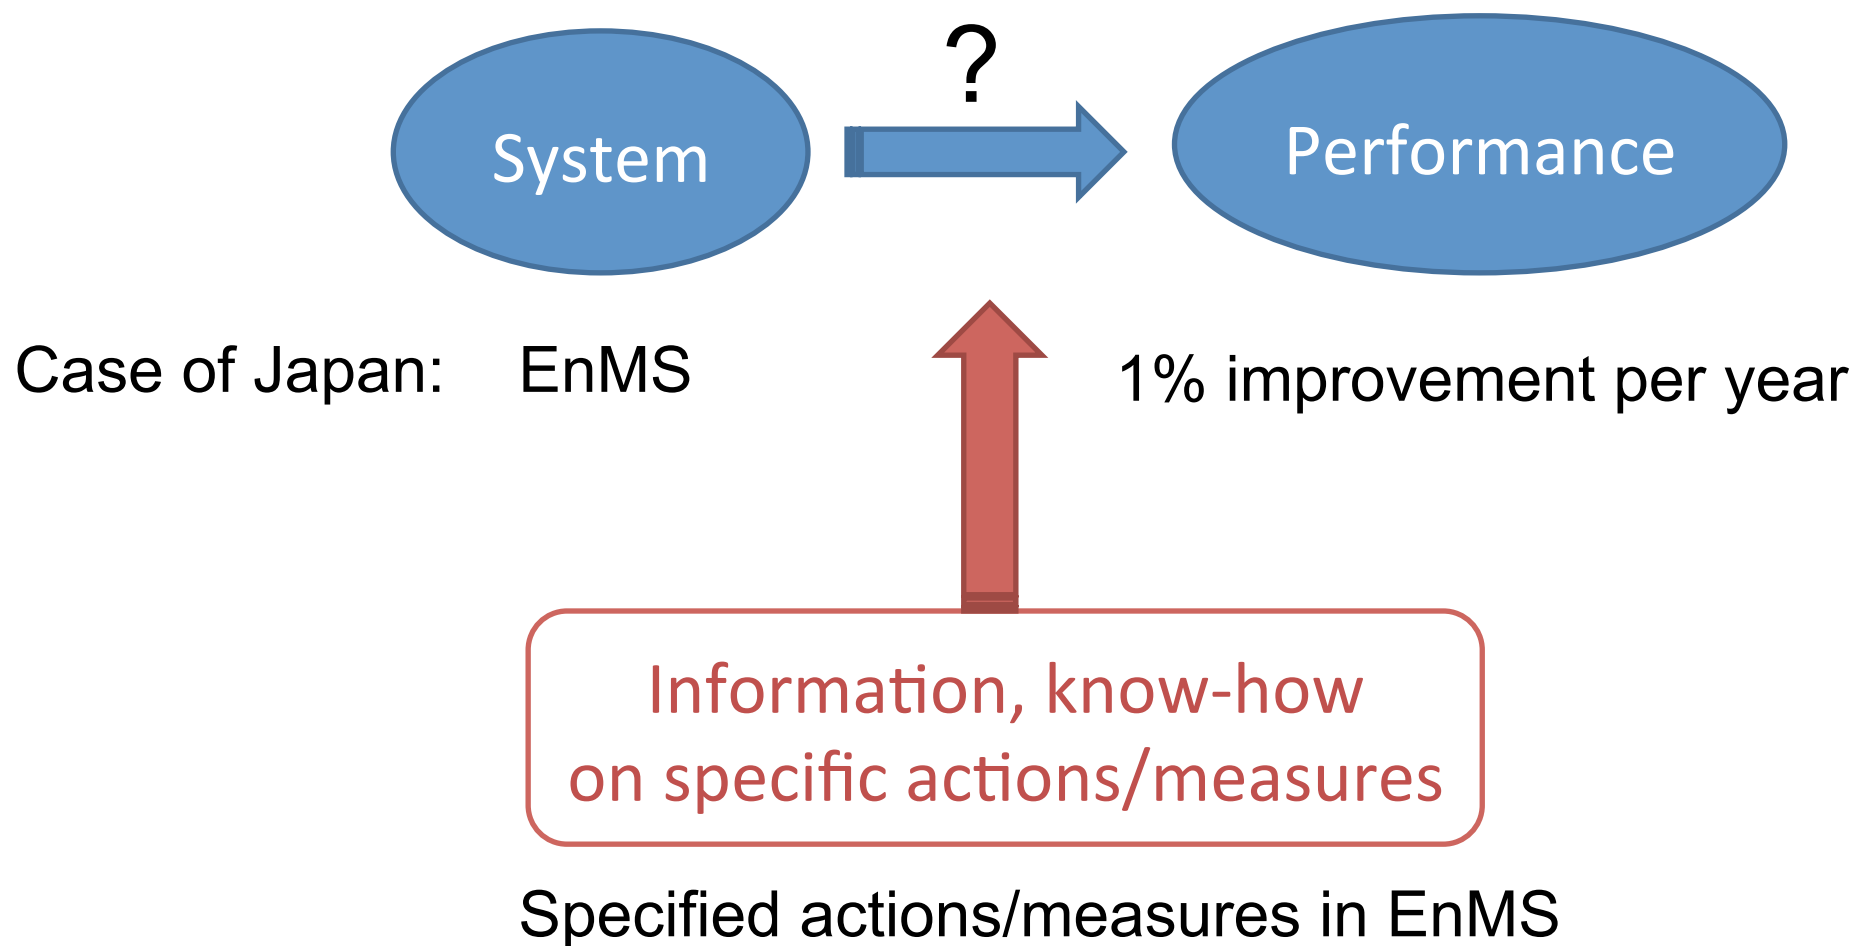 ?
System
Performance
Case of Japan: EnMS
1% improvement per year
Information, know-how
on specific actions/measures
Specified actions/measures in EnMS